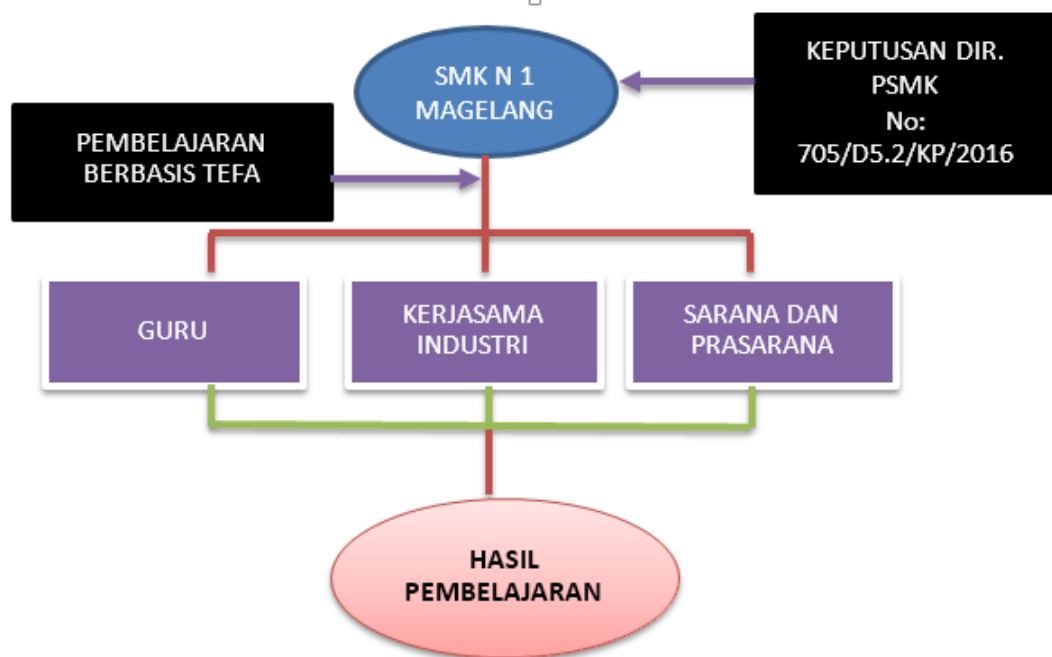 SMK N 1
MAGELANG
KEPUTUSAN DIR.
PSMK
No:
705/D5.2/KP/2016
PEMBELAJARAN
BERBASIS TEFA
GURU
KERJASAMA
INDUSTRI
SARANA DAN
PRASARANA
HASIL
PEMBELAJARAN